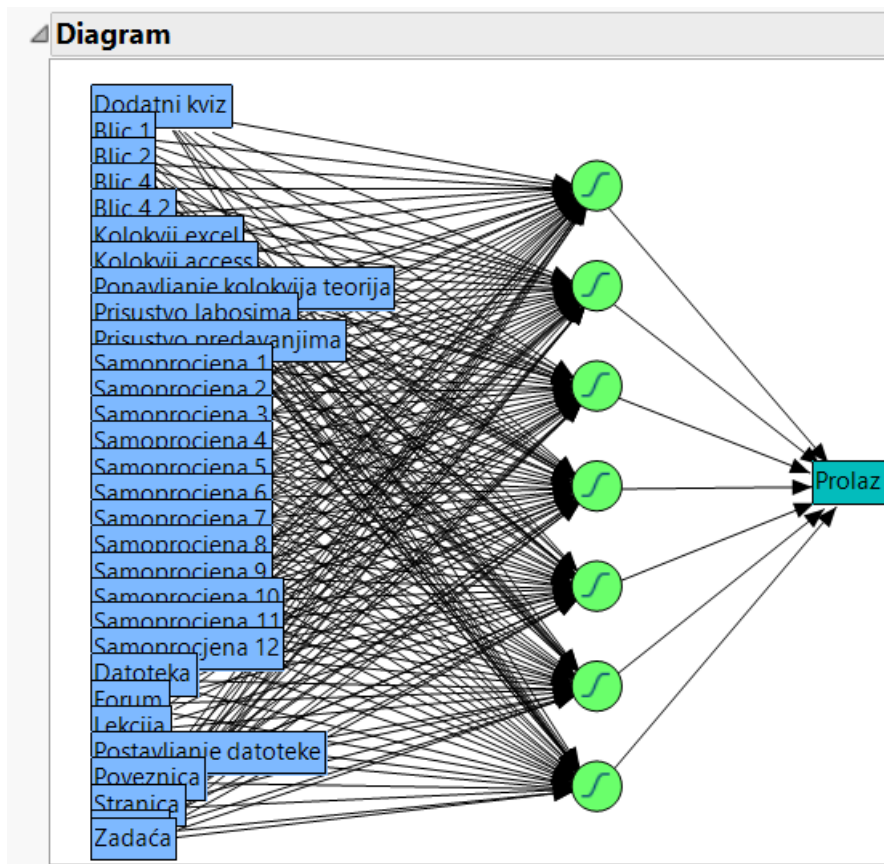 Diagram
Dodatni kviz
Blic 1
Blic 2
Blic 4
Blic 4.2
Kolokvij excel
Kolokvij access
Ponavljanje kolokvija teorija
Prisustvo labosima
Prisustvo predavanjima
Samoprocjena 1
Samoprocjena 2
Samoprocjena 3
Samoprocjena 4
Samoprocjena 5
Samoprocjena 6
Samoprocjena 7
Samoprocjena 8
Samoprocjena 9
Samoprocjena 10
Samoprocjena 11
Samoprocjena 12
Datoteka
Forum
Lekcija
Postavljanje datoteke
Poveznica
Stranica
Zadaća
Prolaz